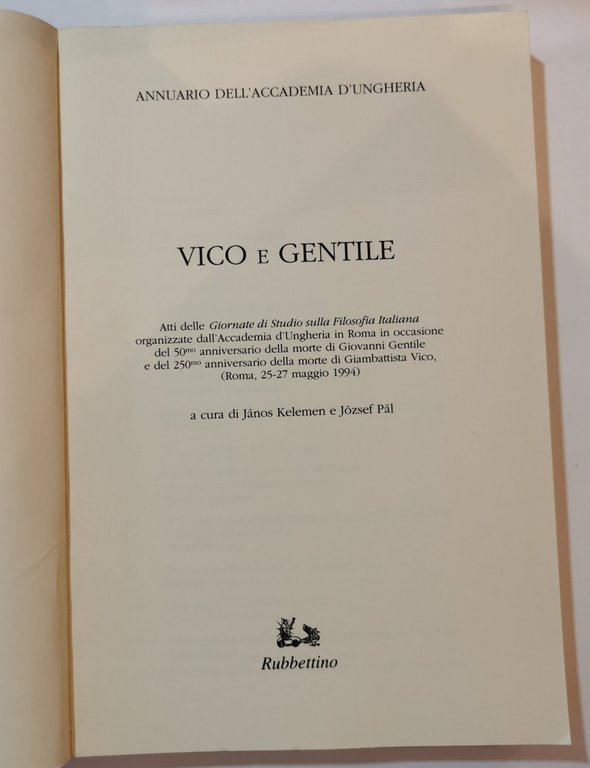 ANNUARIO DELL'ACCADEMIA D'UNGHERIA
VICO E GENTILE
Atti delle Giornate di Studio sulla Filosofia Italiana
organizzate dall'Accademia d'Ungheria in Roma in occasione
del 50mo anniversario della morte di Giovanni Gentile
e del 250mo anniversario della morte di Giambattista Vico,
(Roma, 25-27 maggio 1994)
a cura di János Kelemen e József Pál
Rubbettino